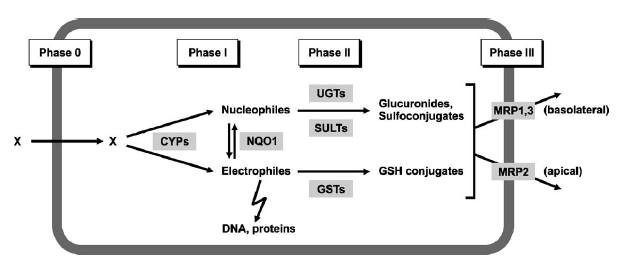 Phase 0
Phase I
Phase II
Phase III
UGTs
Nucleophiles
Glucuronides,
Sulfoconjugates
MRP1,3
(basolateral)
SULTs
X
X
CYPs
NQO1
Electrophiles
GSH conjugates
MRP2
(apical)
GSTs
DNA, proteins